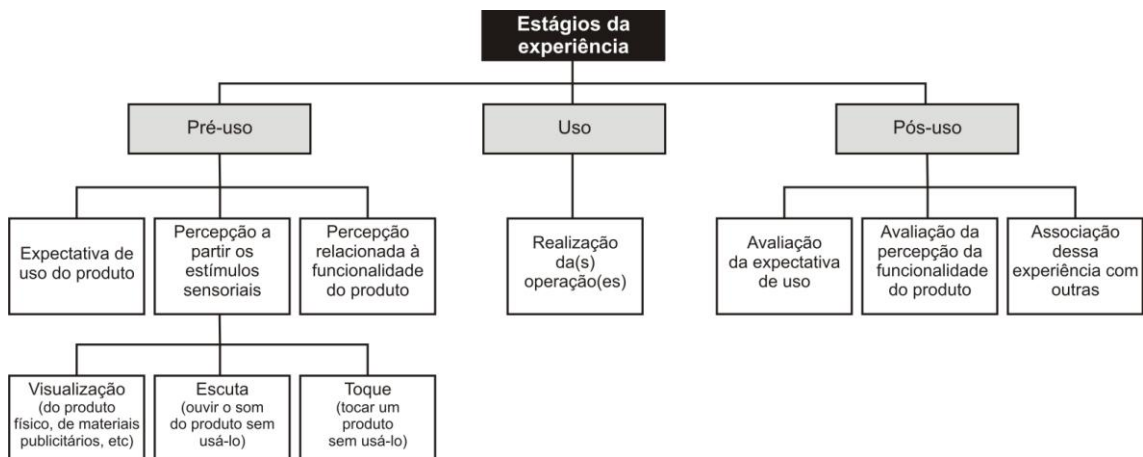 Estágios da
experiência
Pré-uso
Uso
Pós-uso
Expectativa de
uso do produto
Percepção a
partir os
estímulos
sensoriais
Percepção
relacionada à
funcionalidade
do produto
Realização
da(s)
operação(es)
Avaliação
da expectativa
de uso
Avaliação da
percepção da
funcionalidade
do produto
Associação
dessa
experiência com
outras
Visualização
(do produto
físico, de materiais
publicitários, etc)
Escuta
(ouvir o som
do produto sem
usá-lo)
Toque
(tocar um
produto
sem usá-lo)